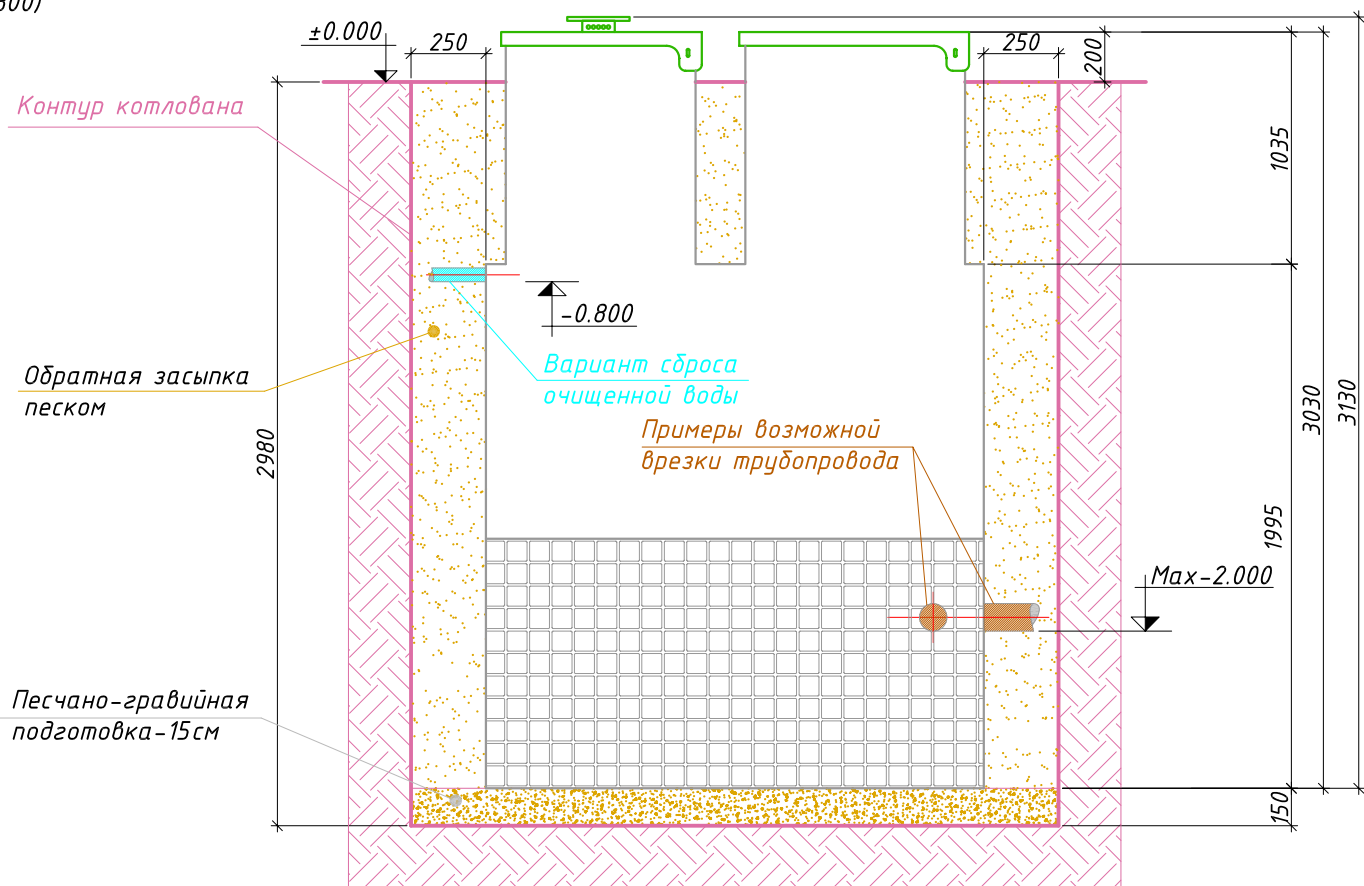 800)
±0.000
250
250
200
Контур котлована
1035
-0.800
Вариант сброса
очищенной воды
Обратная засыпка
песком
3030
3130
Примеры возможной
врезки трубопровода
2980
1995
Max-2.000
Песчано-гравийная
подготовка-15см
150